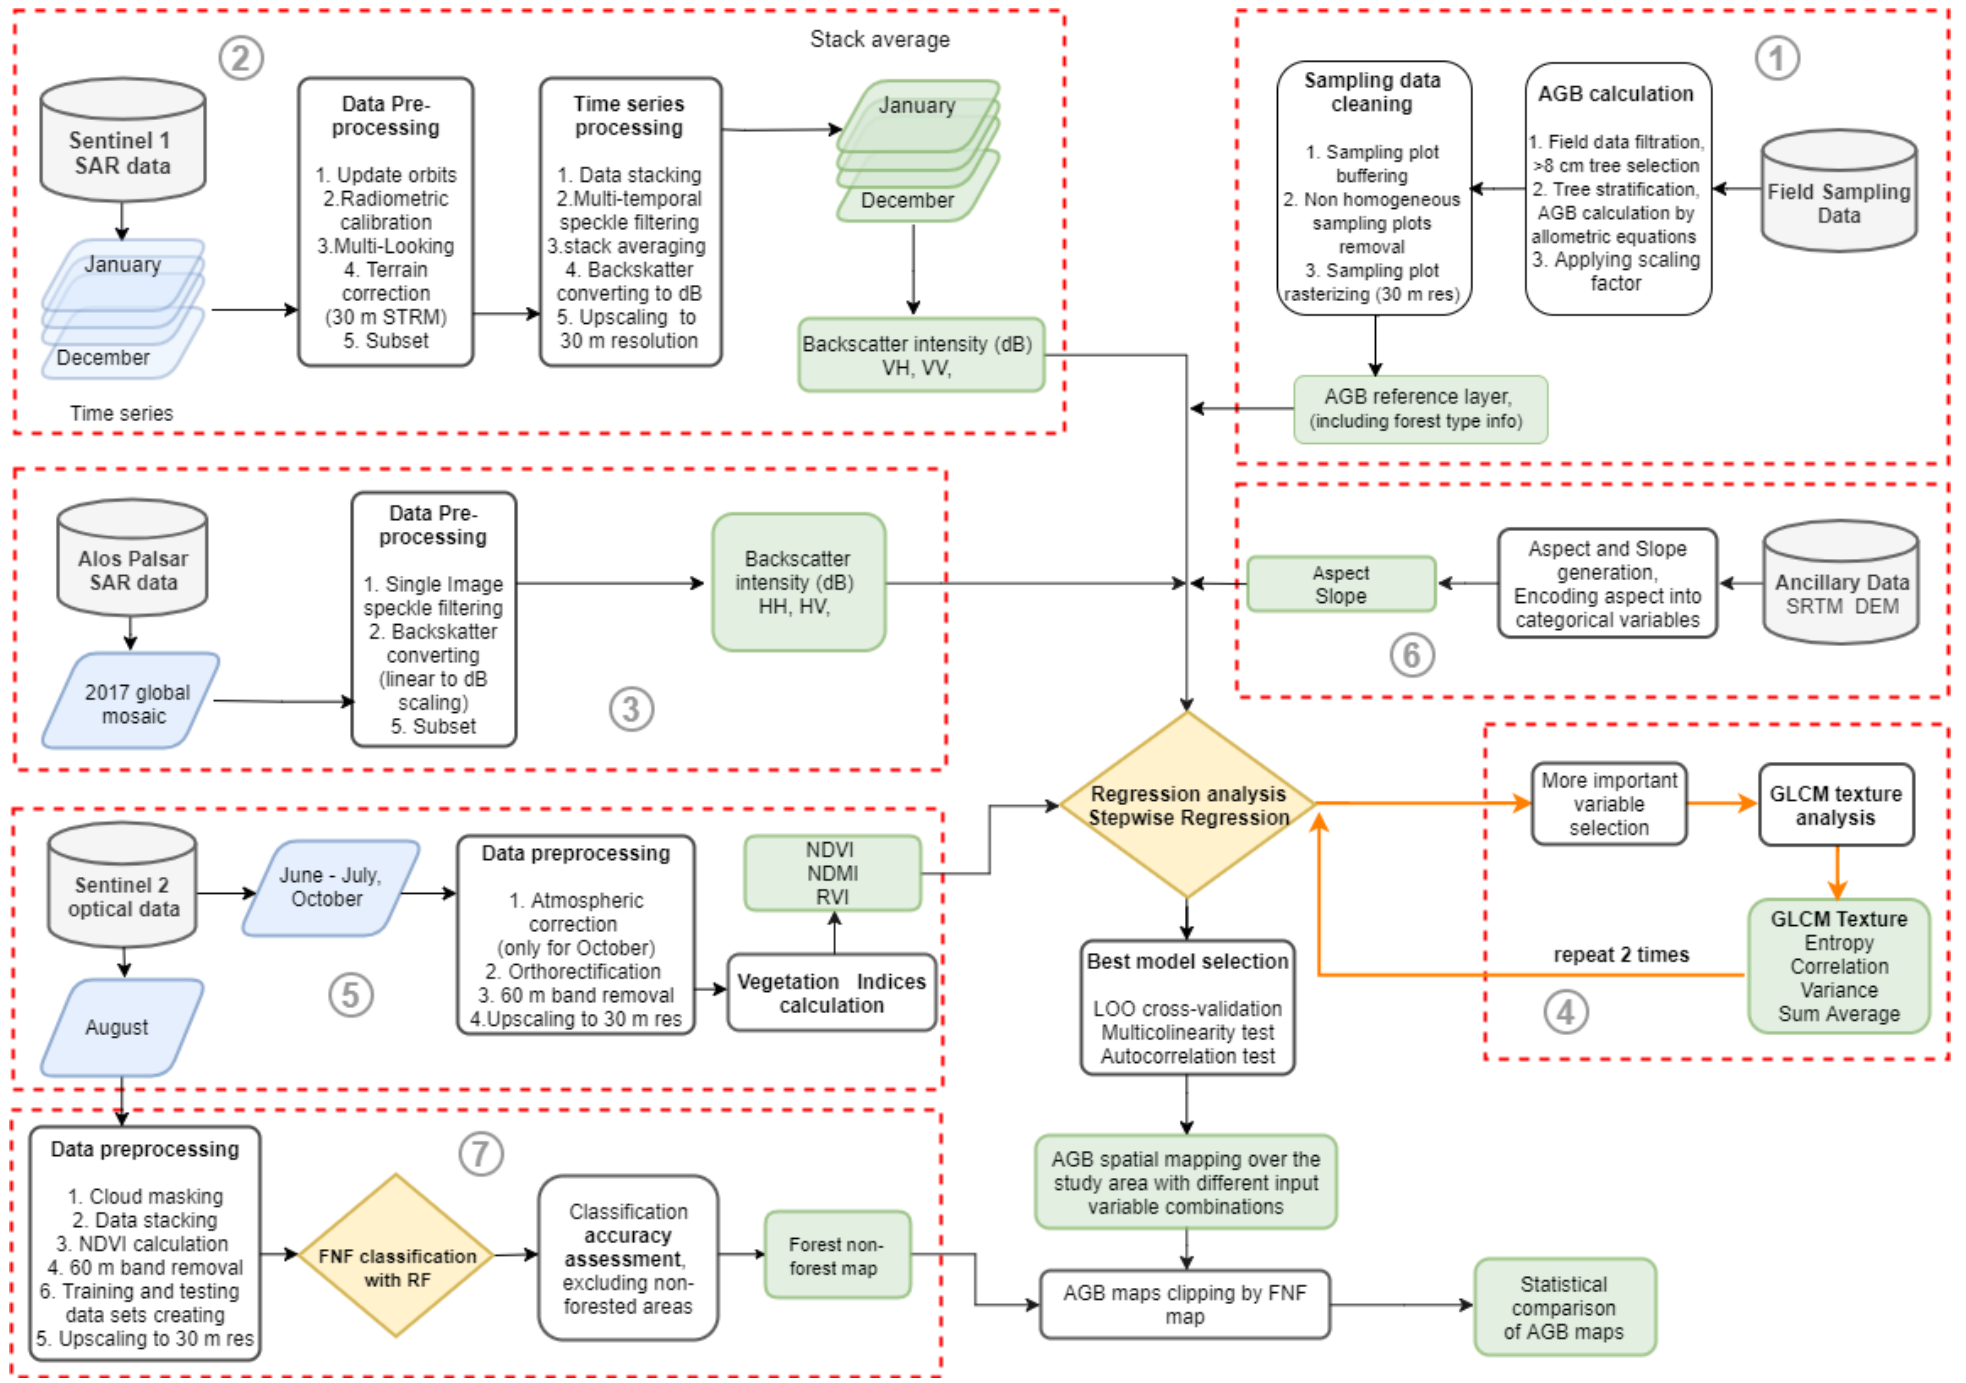 2
Stack average
Sentinel 1
SAR data
January
December
Time series
Data Pre-
processing
1. Update orbits
2.Radiometric
calibration
3.Multi-Looking
4. Terrain
correction
(30 m STRM)
5. Subset
Time series
processing
1. Data stacking
2.Multi-temporal
speckle filtering
3.stack averaging
4. Backskatter
converting to dB
5. Upscaling to
30 m resolution
January
December
Backscatter intensity (dB)
VH, VV,
1
Sampling data
cleaning
1. Sampling plot
buffering
2. Non homogeneous
sampling plots
removal
3. Sampling plot
rasterizing (30 m res)
AGB calculation
1. Field data filtration,
>8 cm tree selection
2. Tree stratification,
AGB calculation by
allometric equations
3. Applying scaling
factor
Field Sampling
Data
AGB reference layer,
(including forest type info)
Alos Palsar
SAR data
2017 global
mosaic
Data Pre-
processing
1. Single Image
speckle filtering
2. Backskatter
converting
(linear to dB
scaling)
5. Subset
Backscatter
intensity (dB)
HH, HV,
3
Aspect
Slope
Aspect and Slope
generation,
Encoding aspect into
categorical variables
Ancillary Data
SRTM DEM
6
Regression analysis
Stepwise Regression
More important
variable
selection
GLCM texture
analysis
GLCM Texture
Entropy
Correlation
Variance
Sum Average
repeat 2 times
4
Sentinel 2
optical data
June - July,
October
August
Data preprocessing
1. Atmospheric
correction
(only for October)
2. Orthorectification
3. 60 m band removal
4.Upscaling to 30 m res
NDVI
NDMI
RVI
Vegetation Indices
calculation
5
Best model selection
LOO cross-validation
Multicolinearity test
Autocorrelation test
AGB spatial mapping over the
study area with different input
variable combinations
7
Data preprocessing
1. Cloud masking
2. Data stacking
3. NDVI calculation
4. 60 m band removal
6. Training and testing
data sets creating
5. Upscaling to 30 m res
FNF classification
with RF
Classification
accuracy
assessment,
excluding non-
forested areas
Forest non-
forest map
AGB maps clipping by FNF
map
Statistical
comparison
of AGB maps